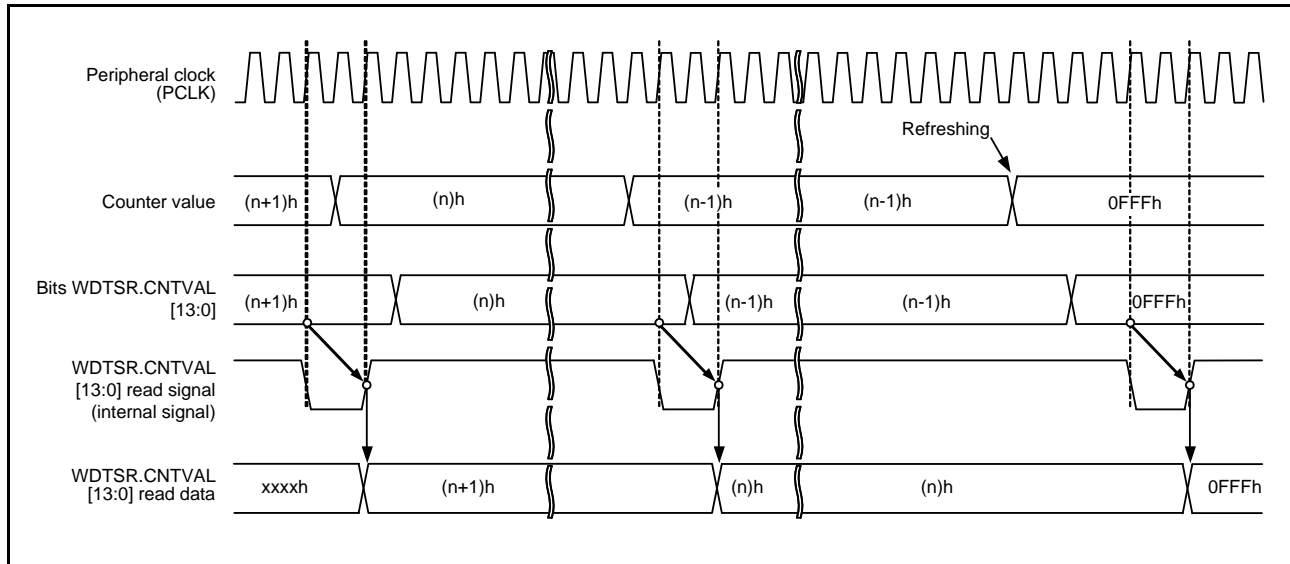 Peripheral clock
(PCLK)
Refreshing
Counter value
(n+1)h
(n)h
(n-1)h
(n-1)h
0FFFh
Bits WDTSR.CNTVAL
[13:0]
(n+1)h
(n)h
(n-1)h
(n-1)h
0FFFh
WDTSR.CNTVAL
[13:0] read signal
(internal signal)
WDTSR.CNTVAL
[13:0] read data
xxxxh
(n+1)h
(n)h
(n)h
0FFFh